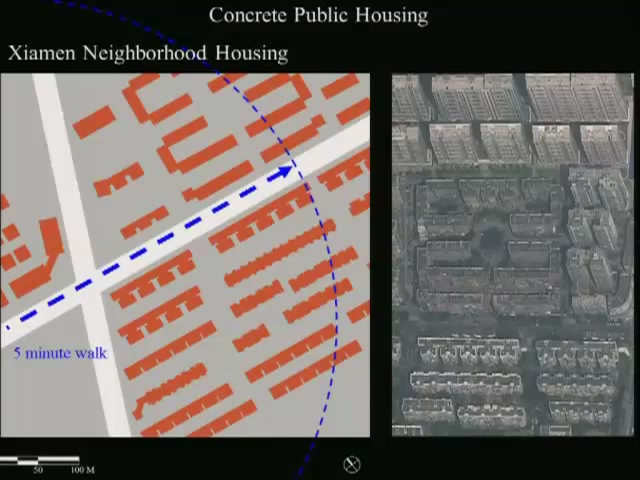 Concrete Public Housing
Xiamen Neighborhood Housing
5 minute walk
50 100 M